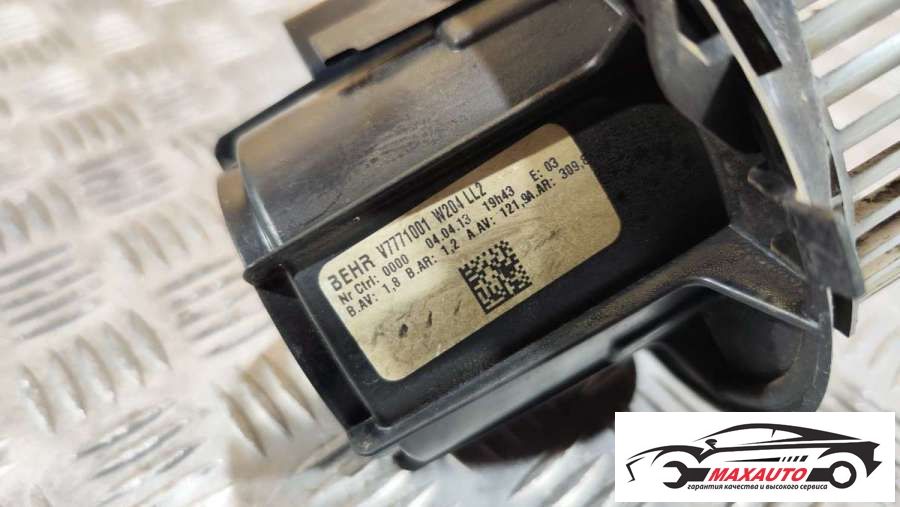 BEHR V7771001 W204 LL2
Nr Ctrl: 0000 04.04.13 19h43 E: 03
B.AV: 1,8 B.AR: 1,2 A.AV: 121,9A.AR: 309,8
MAXAUTO
гарантия качества и высокого сервиса